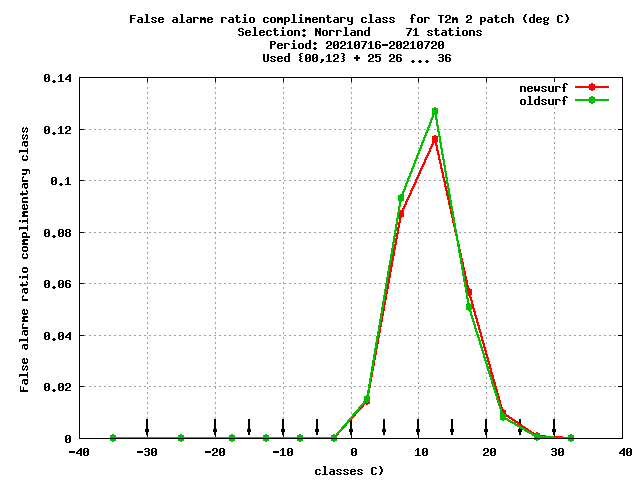 False alarme ratio complimentary class  for T2m 2 patch (deg C)
Selection: Norrland     71 stations
Period: 20210716-20210720
Used {00,12} + 25 26 ... 36
0.14
0.12
0.1
0.08
0.06
0.04
0.02
0
False alarme ratio complimentary class
newsurf
oldsurf
-40 -30 -20 -10 0 10 20 30 40
classes C)